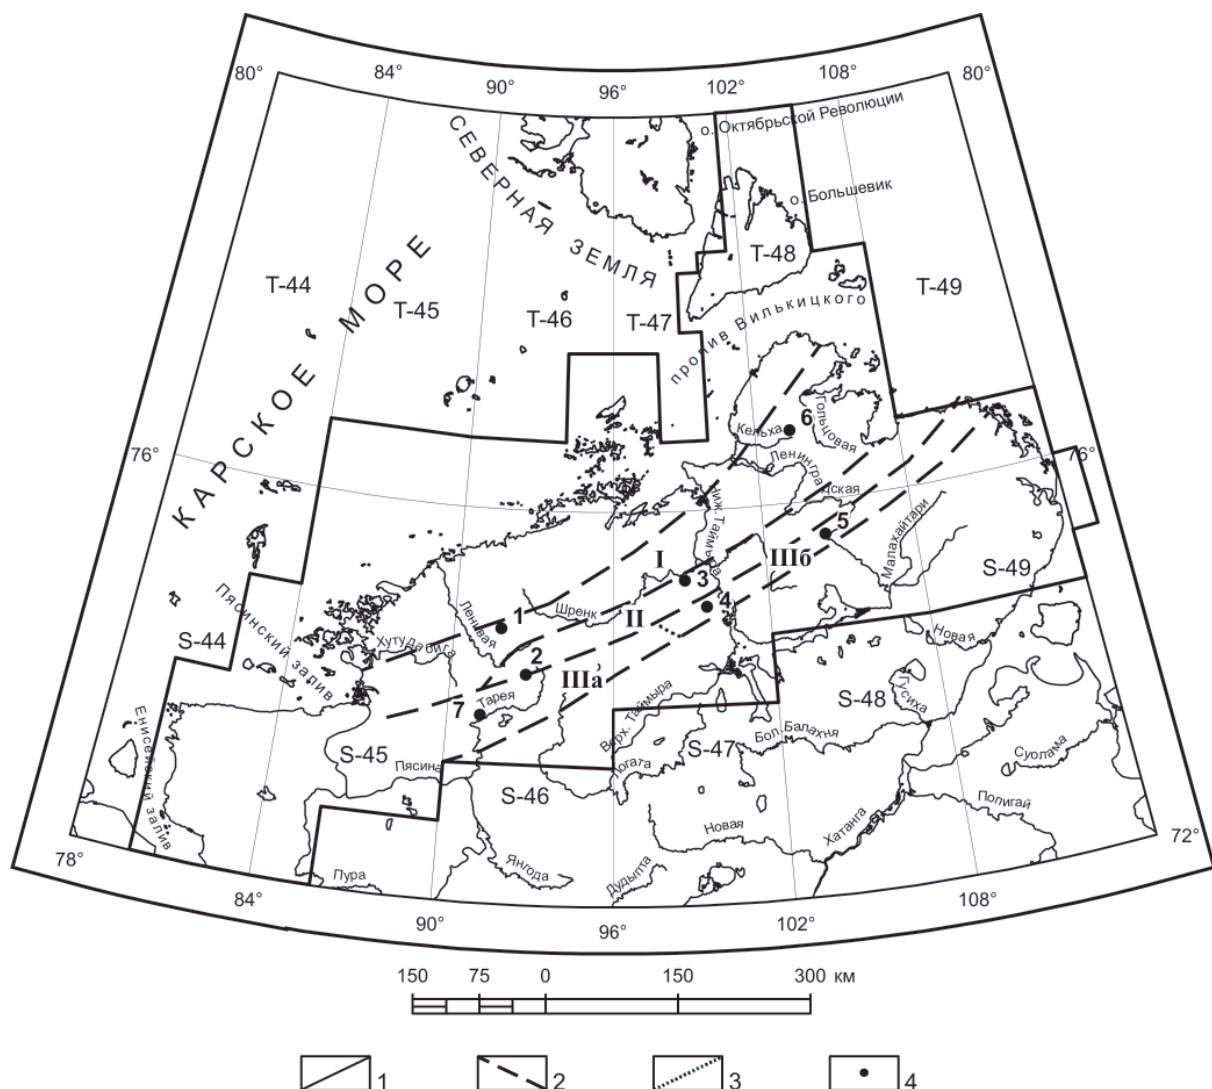 80°
84°
90°
96°
102°
108°
80°
о. Октябрьской Революции
о. Большевик
СЕВЕРНАЯ ЗЕМЛЯ
КАРСКОЕ МОРЕ
T-44
T-45
T-46
T-47
T-48
T-49
пролив Вилькицкого
76°
76°
6
Кельха
Гольцовая
Ленинградская
Ниж. Таймыра
5
Малахайтари
I
IIIб
3
S-49
Шренк
4
Пясинский залив
S-44
Ленивая
1
II
Хутудабига
2
IIIа
Новая
Тарея
7
Верх. Таймыра
S-48
Гусиха
Енисейский залив
S-45
Пясина
S-47
Бол. Балахня
Логата
Суолама
S-46
Попигай
Новая
Хатанга
Янгода
Дудыпта
Пура
78°
72°
84°
90°
96°
102°
108°
150 75 0 150 300 км
1 2 3 4